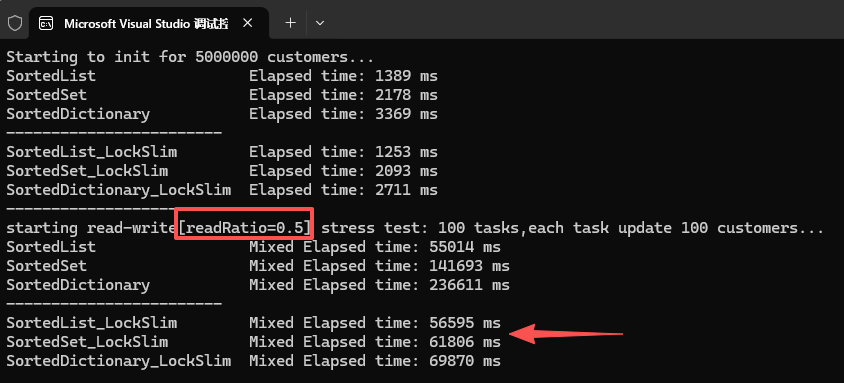 Microsoft Visual Studio 调试控
Starting to init for 5000000 customers...
SortedList Elapsed time: 1389 ms
SortedSet Elapsed time: 2178 ms
SortedDictionary Elapsed time: 3369 ms
------------------------
SortedList_LockSlim Elapsed time: 1253 ms
SortedSet_LockSlim Elapsed time: 2093 ms
SortedDictionary_LockSlim Elapsed time: 2711 ms
------------------------
starting read-write[readRatio=0.5] stress test: 100 tasks,each task update 100 customers...
SortedList Mixed Elapsed time: 55014 ms
SortedSet Mixed Elapsed time: 141693 ms
SortedDictionary Mixed Elapsed time: 236611 ms
------------------------
SortedList_LockSlim Mixed Elapsed time: 56595 ms
SortedSet_LockSlim Mixed Elapsed time: 61806 ms
SortedDictionary_LockSlim Mixed Elapsed time: 69870 ms